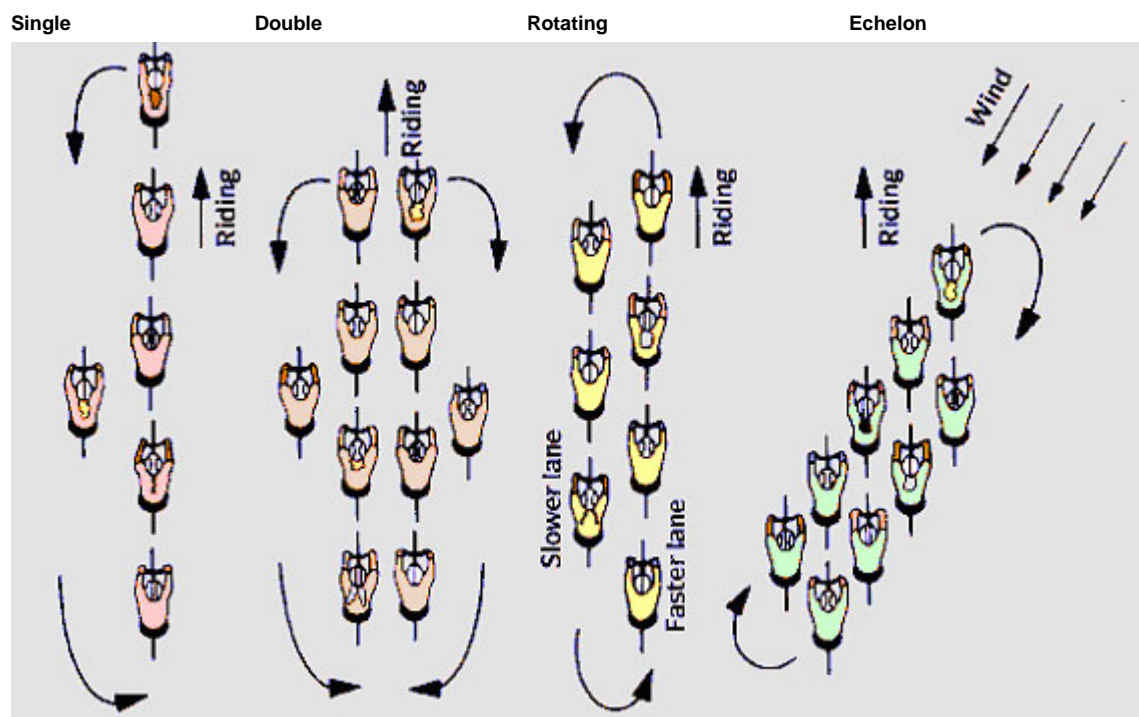 Single
Double
Rotating
Echelon
Riding
Riding
Riding
Riding
Wind
Slower lane
Faster lane